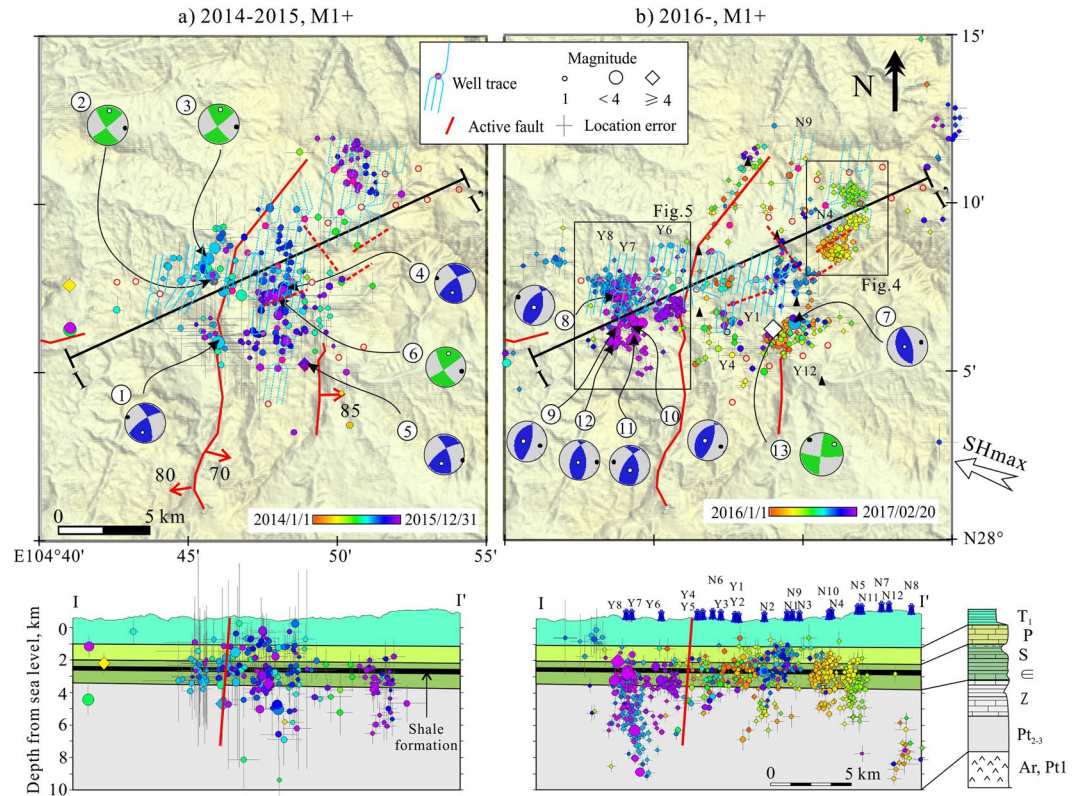 a) 2014-2015, M1+
b) 2016-, M1+
Well trace
Active fault
Magnitude
1 <4 ⩾ 4
Location error
15'
10'
5'
N28°
N
2
3
4
6
5
1
I
I'
80
70
85
0 5 km
2014/1/1 2015/12/31
E104°40' 45' 50' 55'
N9
Fig.5
Y8
Y7
Y6
N4
Fig.4
Y1
Y4
Y12
I
I'
7
8
9
12
11
10
13
SHmax
2016/1/1 2017/02/20
Depth from sea level, km
0
2
4
6
8
10
I
I'
Shale
formation
I
I'
Y8
Y7
Y6
Y4
Y5
N6
Y3
Y1
Y2
N2
N9
N1
N3
N10
N4
N5
N11
N7
N12
N8
0 5 km
T1
P
S
∈
Z
Pt2-3
Ar, Pt1